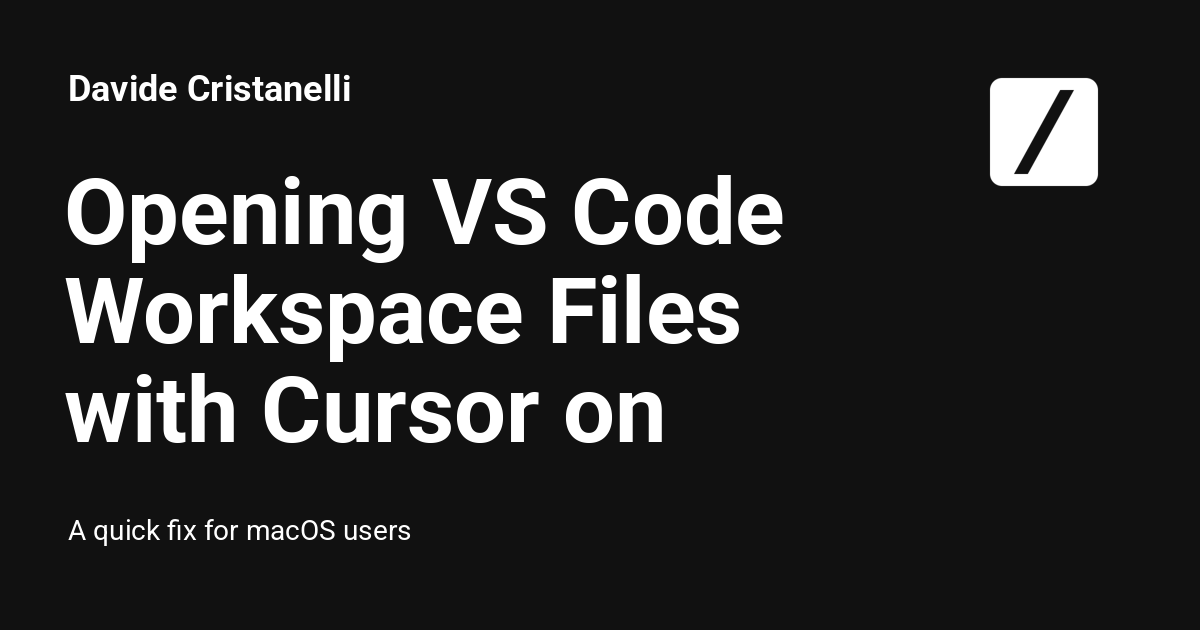 Davide Cristanelli
Opening VS Code
Workspace Files
with Cursor on
A quick fix for macOS users